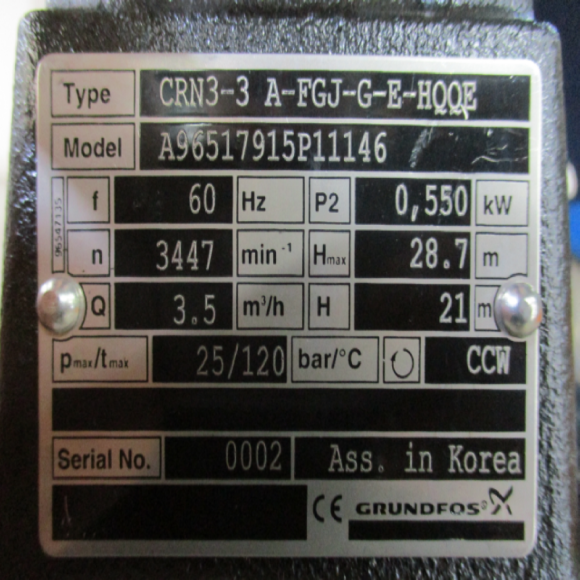 Type CRN3-3 A-FGJ-G-E-HQQE
Model A96517915P11146
f 60 Hz P2 0,550 kW
n 3447 min⁻¹ Hmax 28.7 m
Q 3.5 m³/h H 21 m
pmax/tmax 25/120 bar/°C CCW
Serial No. 0002 Ass. in Korea
CE GRUNDFOS